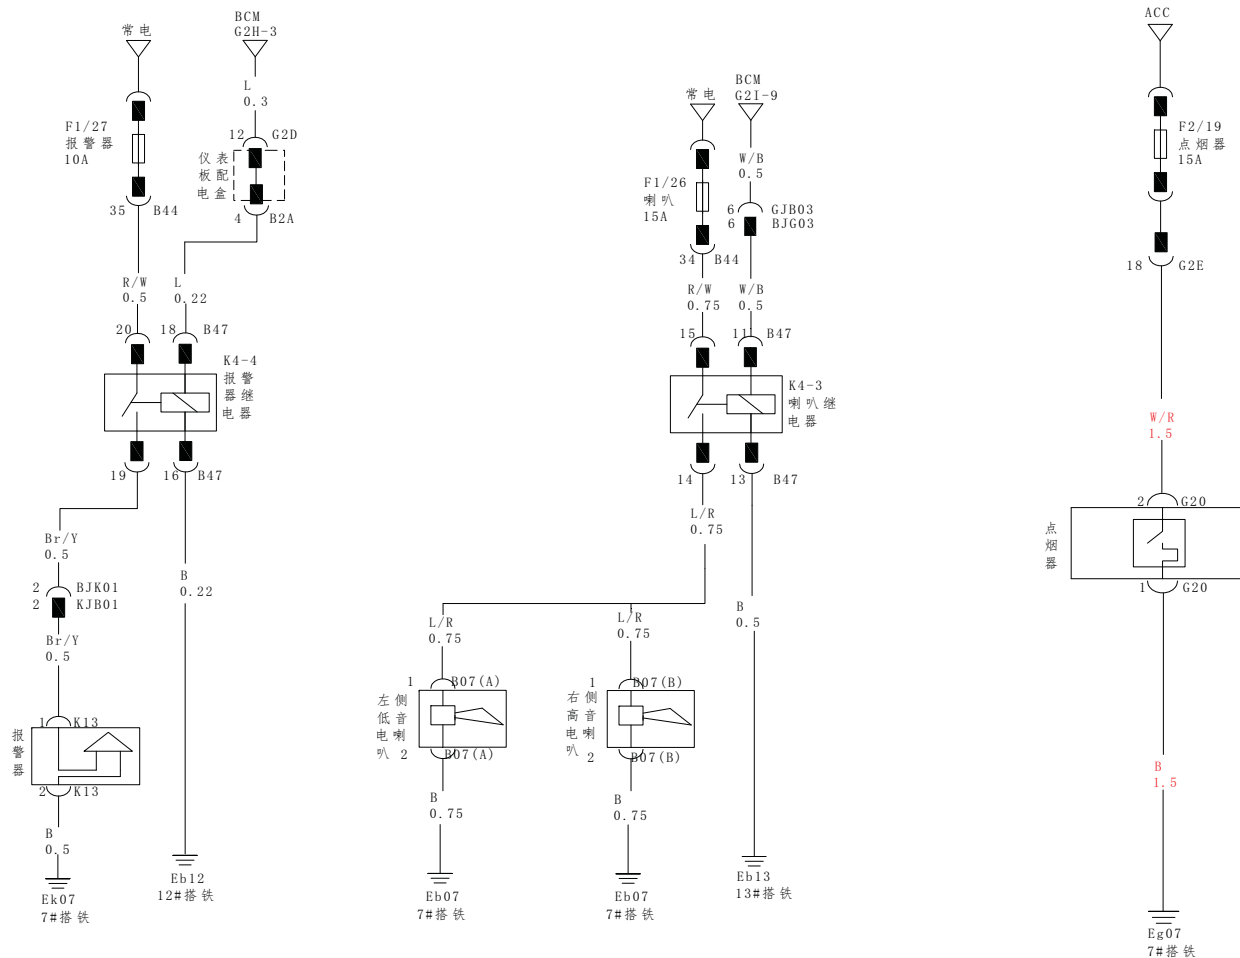 常电
BCM
G2H-3
L
0.3
F1/27
报警器
10A
12
G2D
仪表
板配
电盒
35
B44
4
B2A
R/W
0.5
L
0.22
20
18
B47
K4-4
报警
器继
电器
19
16
B47
Br/Y
0.5
2
BJK01
2
KJB01
Br/Y
0.5
B
0.22
1
K13
报
警
器
2
K13
B
0.5
Ek07
7#搭铁
Eb12
12#搭铁
常电
BCM
G2I-9
W/B
0.5
F1/26
喇叭
15A
6
GJB03
6
BJG03
34
B44
R/W
0.75
W/B
0.5
15
11
B47
K4-3
喇叭继
电器
14
13
B47
L/R
0.75
B
0.5
L/R
0.75
L/R
0.75
1
B07(A)
左侧
低音
电喇
叭
2
B07(A)
1
B07(B)
右侧
高音
电喇
叭
2
B07(B)
B
0.75
B
0.75
Eb07
7#搭铁
Eb07
7#搭铁
Eb13
13#搭铁
ACC
F2/19
点烟器
15A
18
G2E
W/R
1.5
2
G20
点
烟
器
1
G20
B
1.5
Eg07
7#搭铁